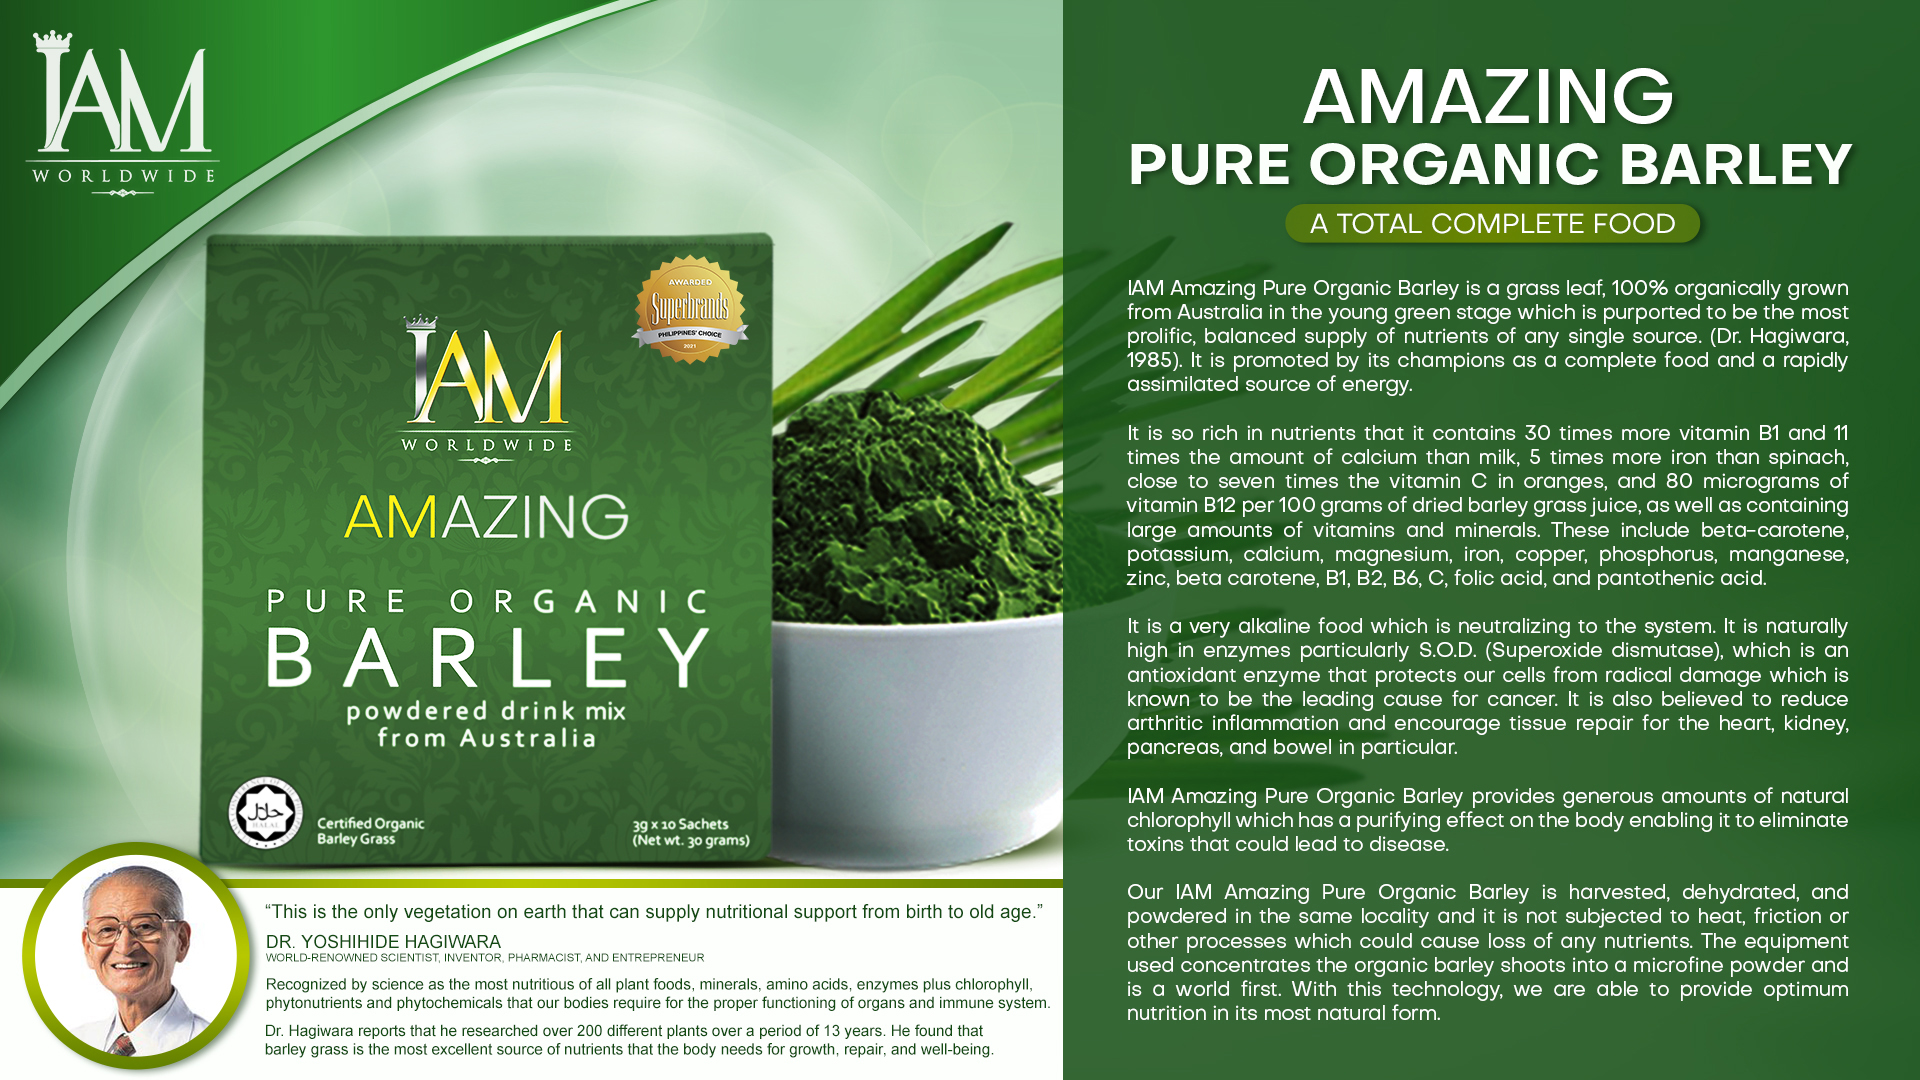 IAM
WORLDWIDE
AWARDED
Superbrands
PHILIPPINES' CHOICE
2021
IAM
WORLDWIDE
AMAZING
PURE ORGANIC
BARLEY
powdered drink mix
from Australia
حلال
HALAL
Certified Organic
Barley Grass
3g x 10 Sachets
(Net wt. 30 grams)
“This is the only vegetation on earth that can supply nutritional support from birth to old age.”
DR. YOSHIHIDE HAGIWARA
WORLD-RENOWNED SCIENTIST, INVENTOR, PHARMACIST, AND ENTREPRENEUR
Recognized by science as the most nutritious of all plant foods, minerals, amino acids, enzymes plus chlorophyll,
phytonutrients and phytochemicals that our bodies require for the proper functioning of organs and immune system.
Dr. Hagiwara reports that he researched over 200 different plants over a period of 13 years. He found that
barley grass is the most excellent source of nutrients that the body needs for growth, repair, and well-being.
AMAZING
PURE ORGANIC BARLEY
A TOTAL COMPLETE FOOD
IAM Amazing Pure Organic Barley is a grass leaf, 100% organically grown
from Australia in the young green stage which is purported to be the most
prolific, balanced supply of nutrients of any single source. (Dr. Hagiwara,
1985). It is promoted by its champions as a complete food and a rapidly
assimilated source of energy.
It is so rich in nutrients that it contains 30 times more vitamin B1 and 11
times the amount of calcium than milk, 5 times more iron than spinach,
close to seven times the vitamin C in oranges, and 80 micrograms of
vitamin B12 per 100 grams of dried barley grass juice, as well as containing
large amounts of vitamins and minerals. These include beta-carotene,
potassium, calcium, magnesium, iron, copper, phosphorus, manganese,
zinc, beta carotene, B1, B2, B6, C, folic acid, and pantothenic acid.
It is a very alkaline food which is neutralizing to the system. It is naturally
high in enzymes particularly S.O.D. (Superoxide dismutase), which is an
antioxidant enzyme that protects our cells from radical damage which is
known to be the leading cause for cancer. It is also believed to reduce
arthritic inflammation and encourage tissue repair for the heart, kidney,
pancreas, and bowel in particular.
IAM Amazing Pure Organic Barley provides generous amounts of natural
chlorophyll which has a purifying effect on the body enabling it to eliminate
toxins that could lead to disease.
Our IAM Amazing Pure Organic Barley is harvested, dehydrated, and
powdered in the same locality and it is not subjected to heat, friction or
other processes which could cause loss of any nutrients. The equipment
used concentrates the organic barley shoots into a microfine powder and
is a world first. With this technology, we are able to provide optimum
nutrition in its most natural form.